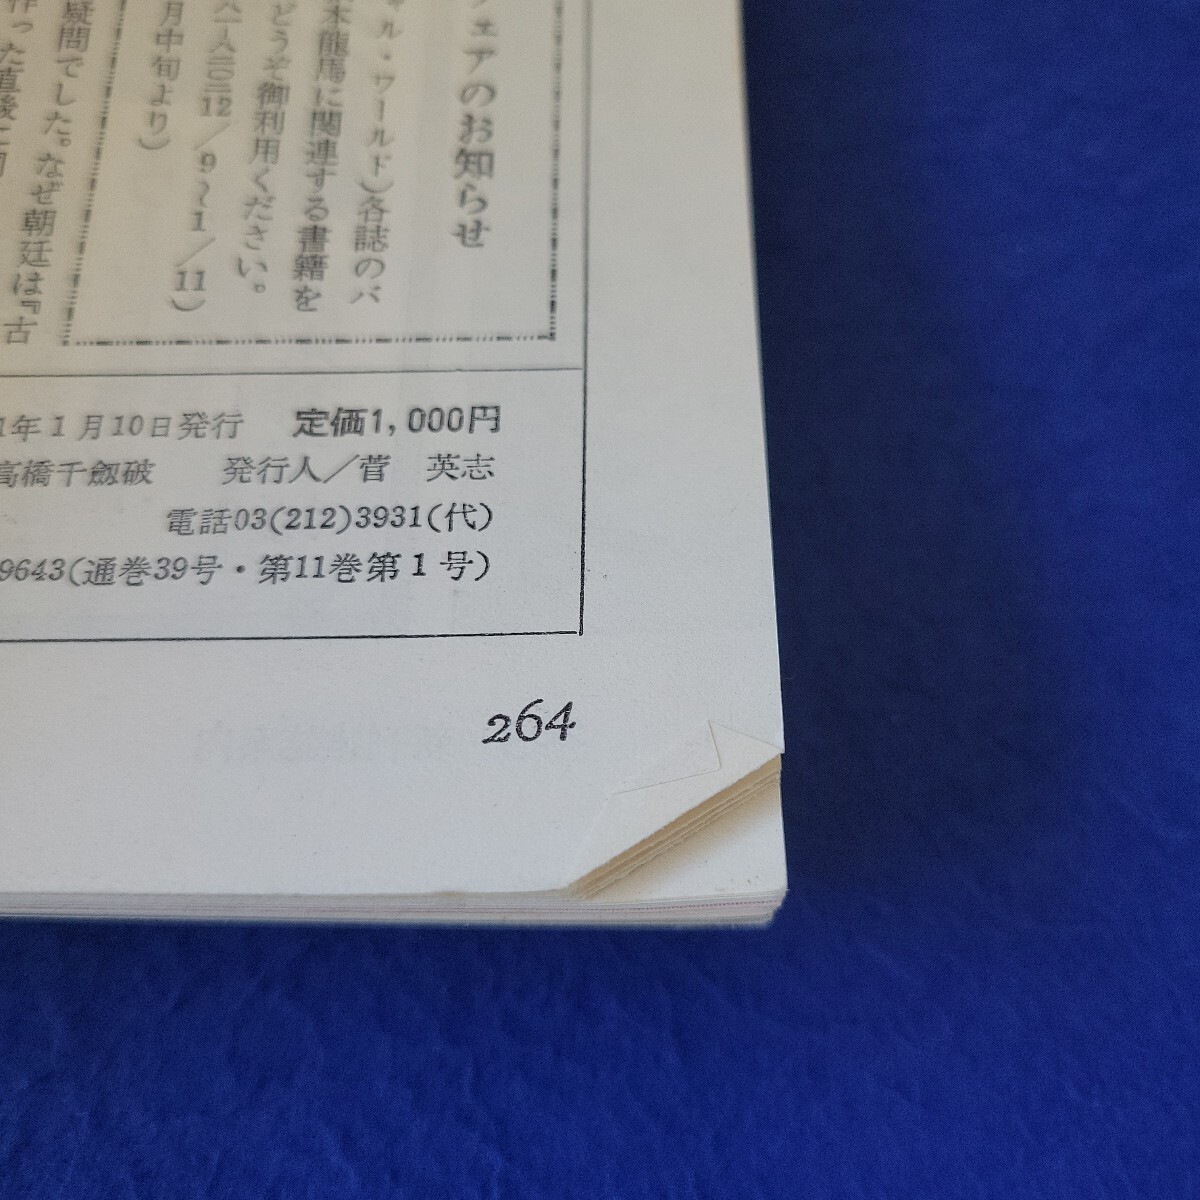 フェアのお知らせ
ャル・ワールド)各誌のバ
本龍馬に関連する書籍を
どうぞ御利用ください。
12／9〜1／11)
月中旬より)
疑問でした。なぜ朝廷は『古
作った直後に
1年1月10日発行　定価1,000円
高橋千劔破　発行人／菅　英志
電話03(212)3931(代)
9643(通巻39号・第11巻第1号)
264